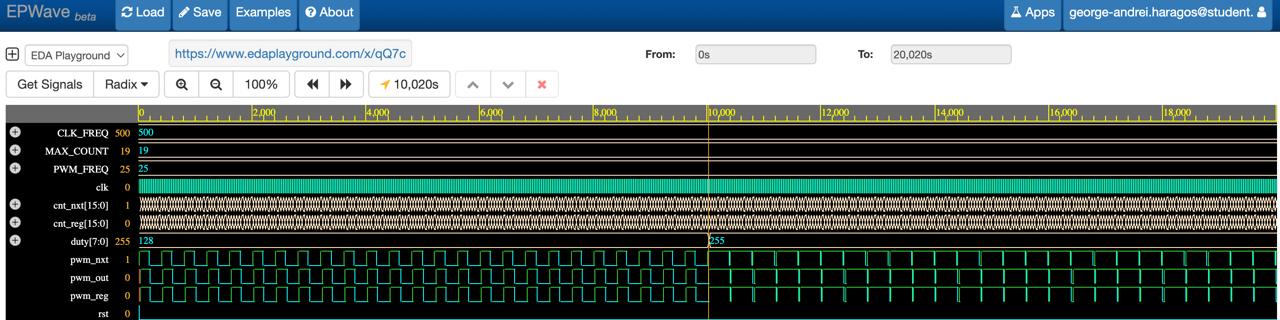 EPWave beta Load Save Examples About Apps george-andrei.haragos@student.
EDA Playground https://www.edaplayground.com/x/qQ7c From: 0s To: 20,020s
Get Signals Radix 100% 10,020s
0 2,000 4,000 6,000 8,000 10,000 12,000 14,000 16,000 18,000
CLK_FREQ 500 500
MAX_COUNT 19 19
PWM_FREQ 25 25
clk 0
cnt_nxt[15:0] 1
cnt_reg[15:0] 0
duty[7:0] 255 128 255
pwm_nxt 1
pwm_out 0
pwm_reg 0
rst 0